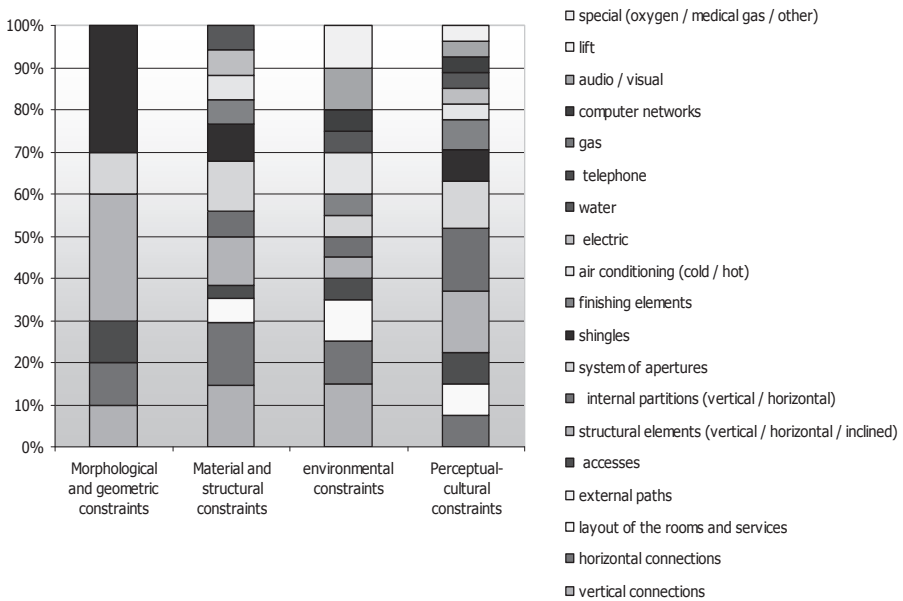 100%
90%
80%
70%
60%
50%
40%
30%
20%
10%
0%
Morphological
and geometric
constraints
Material and
structural
constraints
environmental
constraints
Perceptual-
cultural
constraints
special (oxygen / medical gas / other)
lift
audio / visual
computer networks
gas
telephone
water
electric
air conditioning (cold / hot)
finishing elements
shingles
system of apertures
internal partitions (vertical / horizontal)
structural elements (vertical / horizontal / inclined)
accesses
external paths
layout of the rooms and services
horizontal connections
vertical connections